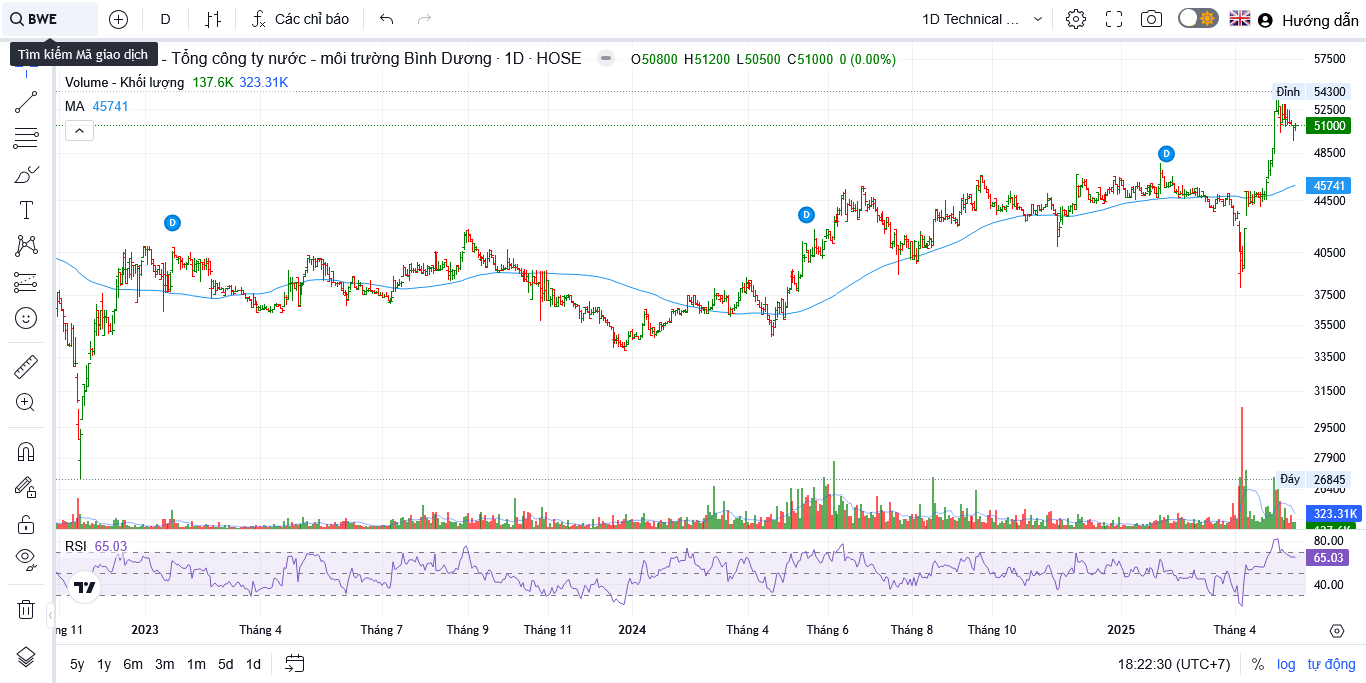 BWE D Các chỉ báo 1D Technical ... Hướng dẫn
Tìm kiếm Mã giao dịch - Tổng công ty nước - môi trường Bình Dương · 1D · HOSE O50800 H51200 L50500 C51000 0 (0.00%)
57500
Volume - Khối lượng 137.6K 323.31K
Đỉnh 54300
MA 45741
52500
51000
D
48500
45741
44500
D
D
40500
37500
35500
33500
31500
29500
27900
Đáy 26845
26400
323.31K
137.6K
RSI 65.03
80.00
65.03
40.00
ng 11 2023 Tháng 4 Tháng 7 Tháng 9 Tháng 11 2024 Tháng 4 Tháng 6 Tháng 8 Tháng 10 2025 Tháng 4
5y 1y 6m 3m 1m 5d 1d 18:22:30 (UTC+7) % log tự động